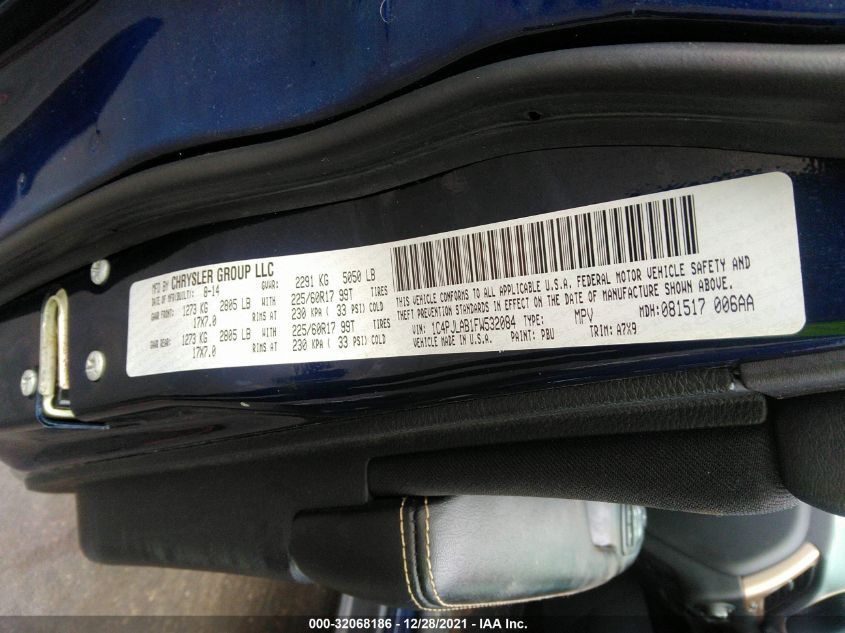 MFD BY CHRYSLER GROUP LLC
DATE OF MFR(BUILT): 8-14 GVWR: 2291 KG 5050 LB
GAWR FRONT: 1273 KG 2805 LB WITH 225/60R17 99T TIRES
17X7.0 RIMS AT 230 KPA ( 33 PSI) COLD
GAWR REAR: 1273 KG 2805 LB WITH 225/60R17 99T TIRES
17X7.0 RIMS AT 230 KPA ( 33 PSI) COLD
THIS VEHICLE CONFORMS TO ALL APPLICABLE U.S.A. FEDERAL MOTOR VEHICLE SAFETY AND
THEFT PREVENTION STANDARDS IN EFFECT ON THE DATE OF MANUFACTURE SHOWN ABOVE.
VIN: 1C4PJLAB1FW532084 TYPE: MPV MDH: 081517 006AA
VEHICLE MADE IN U.S.A. PAINT: PBU TRIM: A7X9
000-32068186 - 12/28/2021 - IAA Inc.